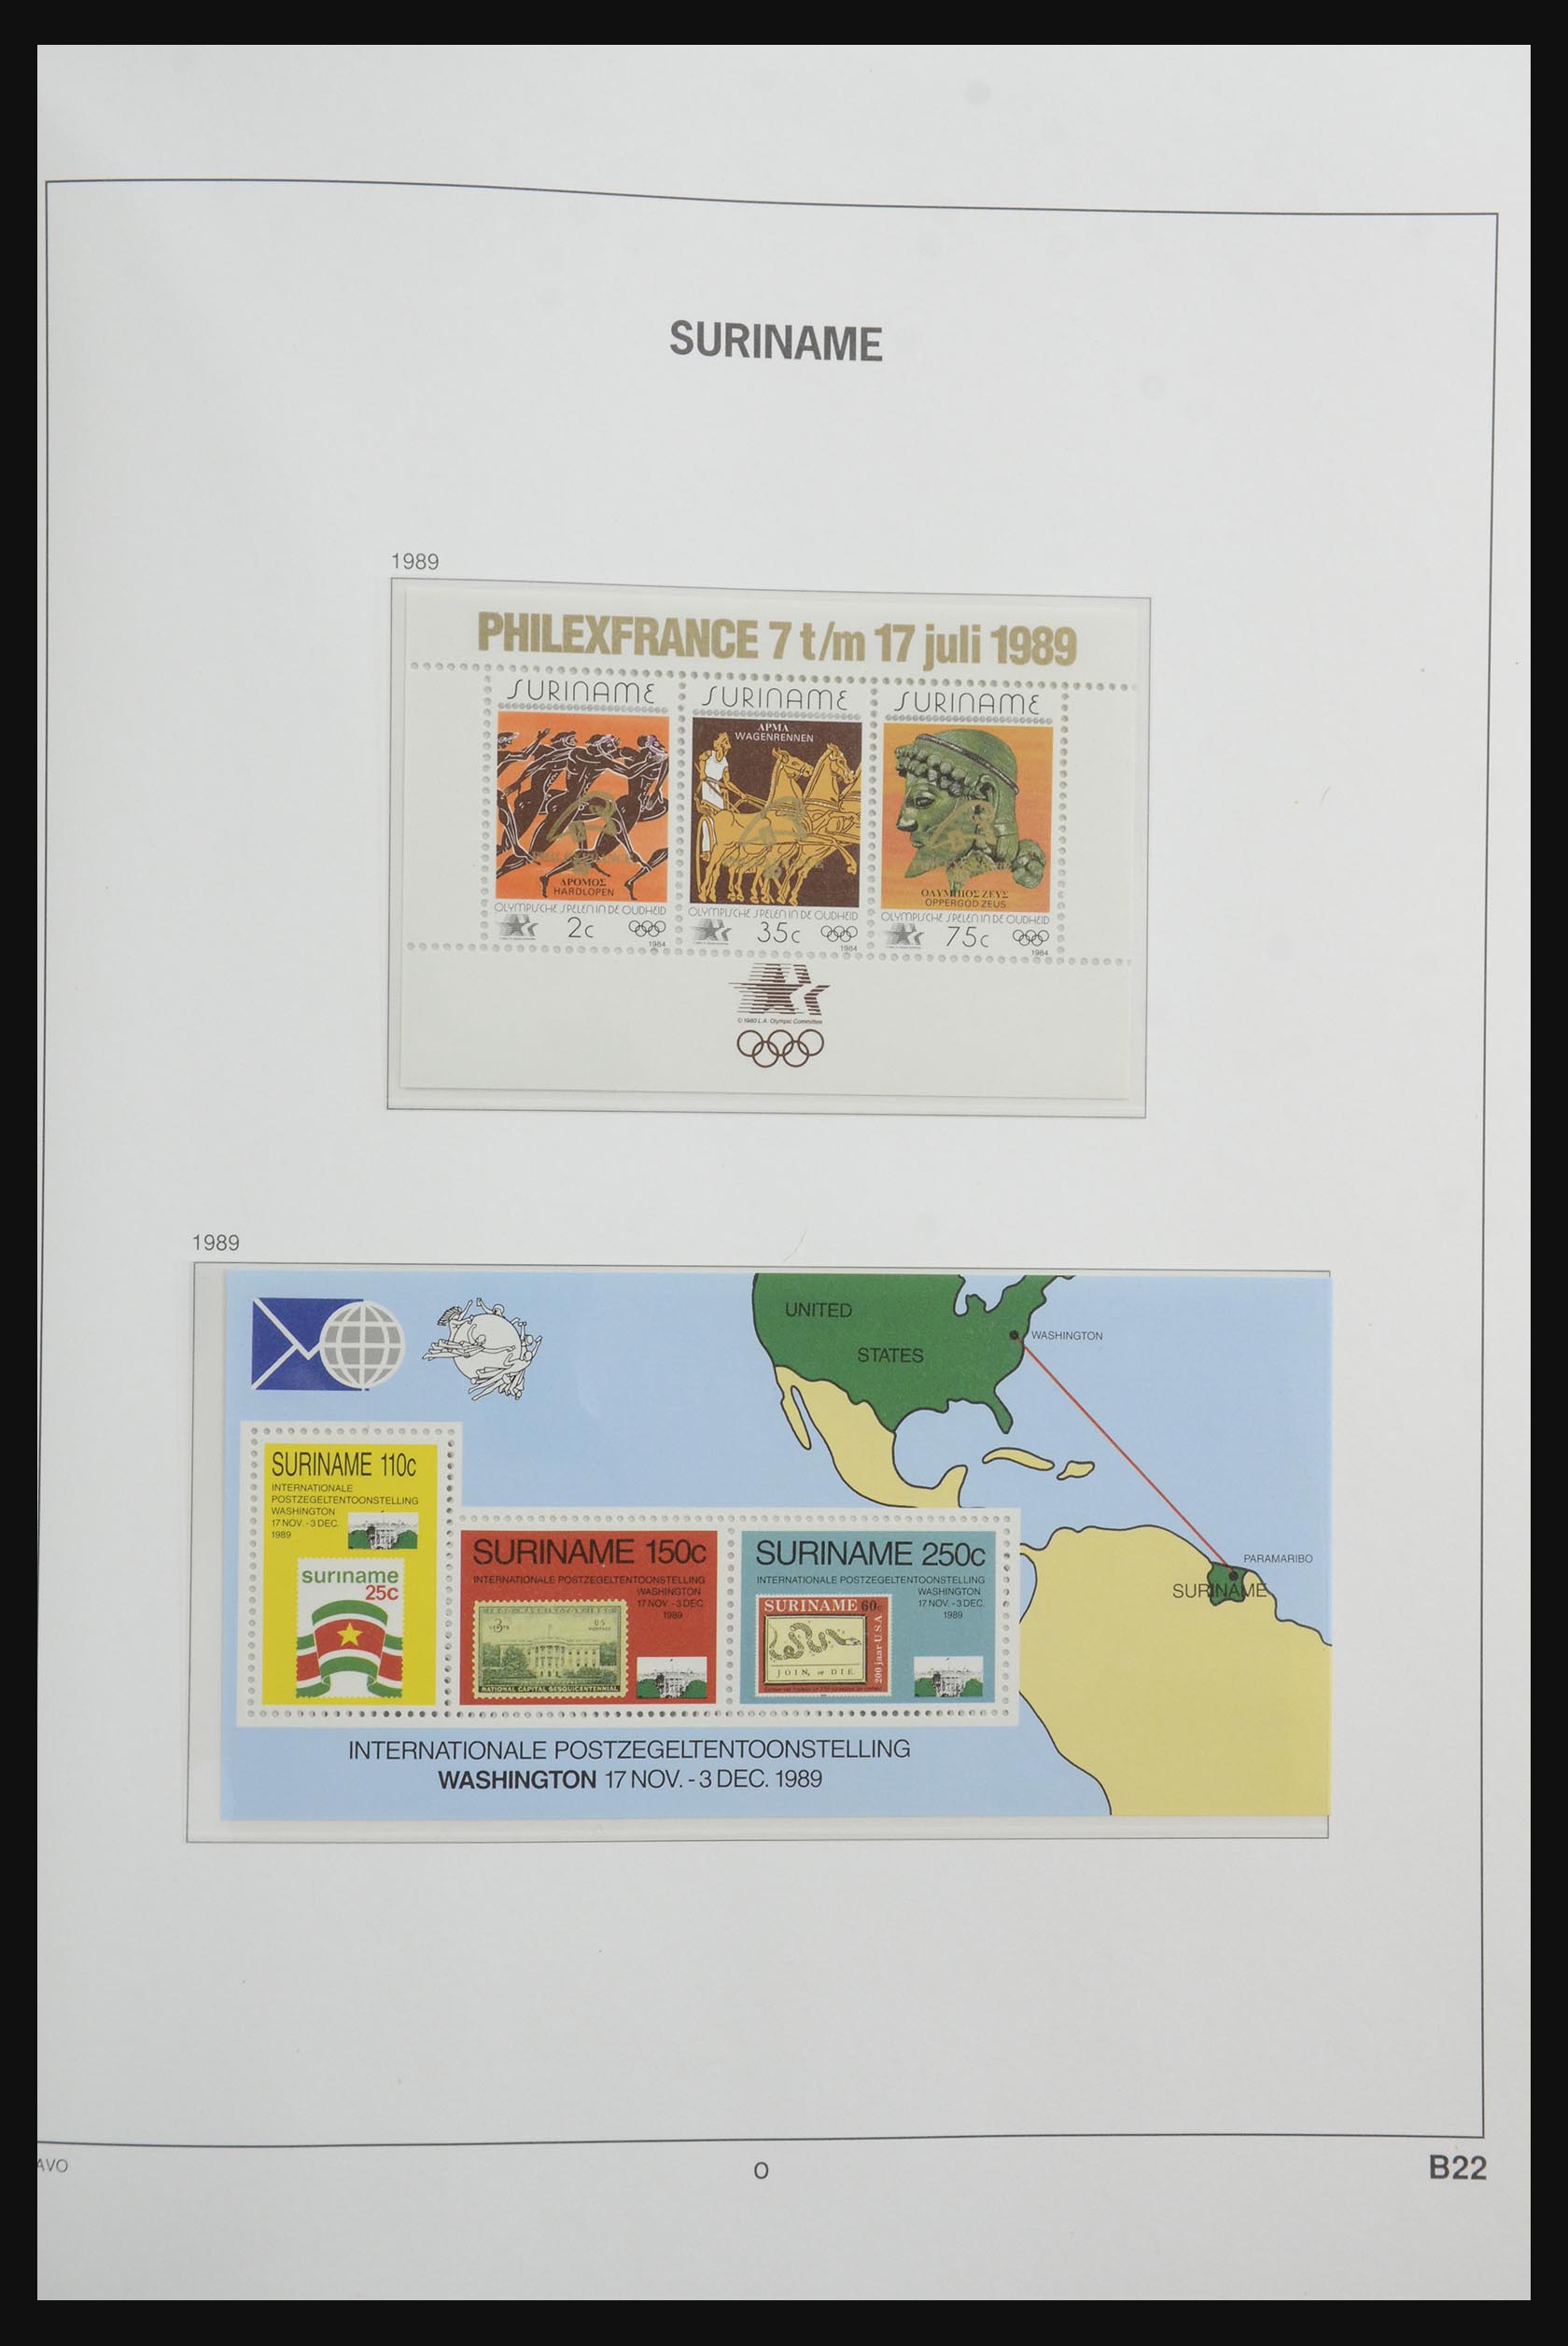 SURINAME
1989
PHILEXFRANCE 7 t/m 17 juli 1989
SURINAME
ΔΡΟΜΟΣ
HARDLOPEN
OLYMPISCHE SPELEN IN DE OUDHEID
2c
1984
SURINAME
ΑΡΜΑ
WAGENRENNEN
OLYMPISCHE SPELEN IN DE OUDHEID
35c
1984
SURINAME
ΟΛΥΜΠΙΟΣ ΖΕΥΣ
OPPERGOD ZEUS
OLYMPISCHE SPELEN IN DE OUDHEID
75c
1984
© 1980 L.A. Olympic Committee
1989
UNITED
STATES
WASHINGTON
PARAMARIBO
SURINAME
SURINAME 110c
INTERNATIONALE
POSTZEGELTENTOONSTELLING
WASHINGTON
17 NOV. - 3 DEC.
1989
suriname
25c
SURINAME 150c
INTERNATIONALE POSTZEGELTENTOONSTELLING
WASHINGTON
17 NOV. - 3 DEC.
1989
NATIONAL CAPITAL SESQUICENTENNIAL
SURINAME 250c
INTERNATIONALE POSTZEGELTENTOONSTELLING
WASHINGTON
17 NOV. - 3 DEC.
1989
SURINAME 60c
200 jaar U.S.A.
JOIN, or DIE
INTERNATIONALE POSTZEGELTENTOONSTELLING
WASHINGTON 17 NOV. - 3 DEC. 1989
AVO
O
B22